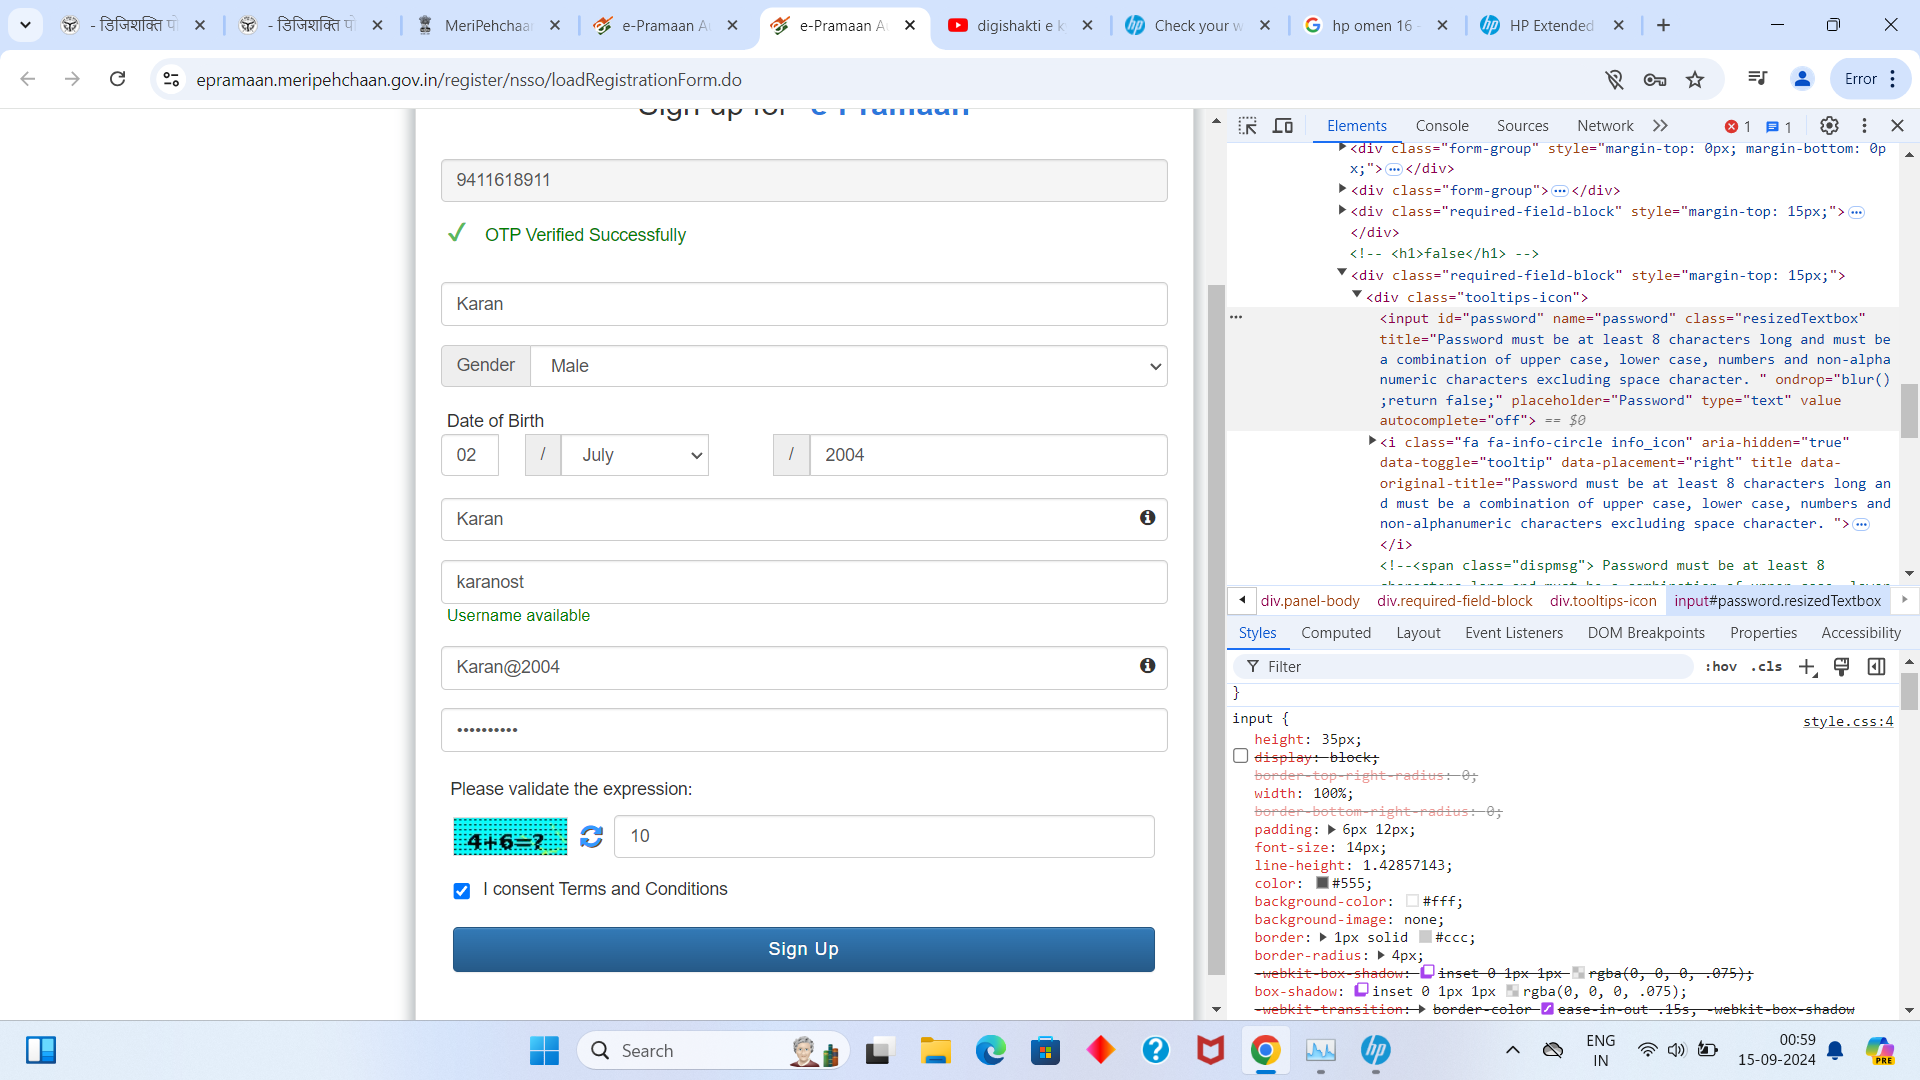 - डिजिशक्ति पो
- डिजिशक्ति पो
MeriPehchaan
e-Pramaan A
e-Pramaan A
digishakti e k
Check your w
hp omen 16 -
HP Extended
epramaan.meripehchaan.gov.in/register/nsso/loadRegistrationForm.do
Error
Sign up for e-Pramaan
9411618911
OTP Verified Successfully
Karan
Gender Male
Date of Birth
02 / July / 2004
Karan
karanost
Username available
Karan@2004
••••••••••
Please validate the expression:
4+6=? 10
I consent Terms and Conditions
Sign Up
Elements Console Sources Network 1 1
<div class="form-group" style="margin-top: 0px; margin-bottom: 0p
x;"> … </div>
<div class="form-group"> … </div>
<div class="required-field-block" style="margin-top: 15px;"> …
</div>
<!-- <h1>false</h1> -->
<div class="required-field-block" style="margin-top: 15px;">
<div class="tooltips-icon">
<input id="password" name="password" class="resizedTextbox"
title="Password must be at least 8 characters long and must be
a combination of upper case, lower case, numbers and non-alpha
numeric characters excluding space character. " ondrop="blur()
;return false;" placeholder="Password" type="text" value
autocomplete="off"> == $0
<i class="fa fa-info-circle info_icon" aria-hidden="true"
data-toggle="tooltip" data-placement="right" title data-
original-title="Password must be at least 8 characters long an
d must be a combination of upper case, lower case, numbers and
non-alphanumeric characters excluding space character. "> …
</i>
<!--<span class="dispmsg"> Password must be at least 8
characters long and must be a combination of upper case, lower
div.panel-body div.required-field-block div.tooltips-icon input#password.resizedTextbox
Styles Computed Layout Event Listeners DOM Breakpoints Properties Accessibility
Filter :hov .cls
}
input { style.css:4
height: 35px;
display: block;
border-top-right-radius: 0;
width: 100%;
border-bottom-right-radius: 0;
padding: 6px 12px;
font-size: 14px;
line-height: 1.42857143;
color: #555;
background-color: #fff;
background-image: none;
border: 1px solid #ccc;
border-radius: 4px;
-webkit-box-shadow: inset 0 1px 1px rgba(0, 0, 0, .075);
box-shadow: inset 0 1px 1px rgba(0, 0, 0, .075);
-webkit-transition: border-color ease-in-out .15s, -webkit-box-shadow
Search
ENG
IN
00:59
15-09-2024
PRE